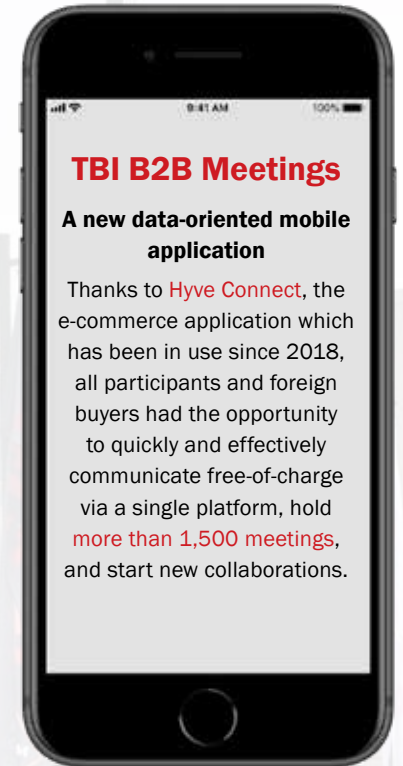 9:41 AM
100%
TBI B2B Meetings
A new data-oriented mobile
application
Thanks to Hyve Connect, the
e-commerce application which
has been in use since 2018,
all participants and foreign
buyers had the opportunity
to quickly and effectively
communicate free-of-charge
via a single platform, hold
more than 1,500 meetings,
and start new collaborations.